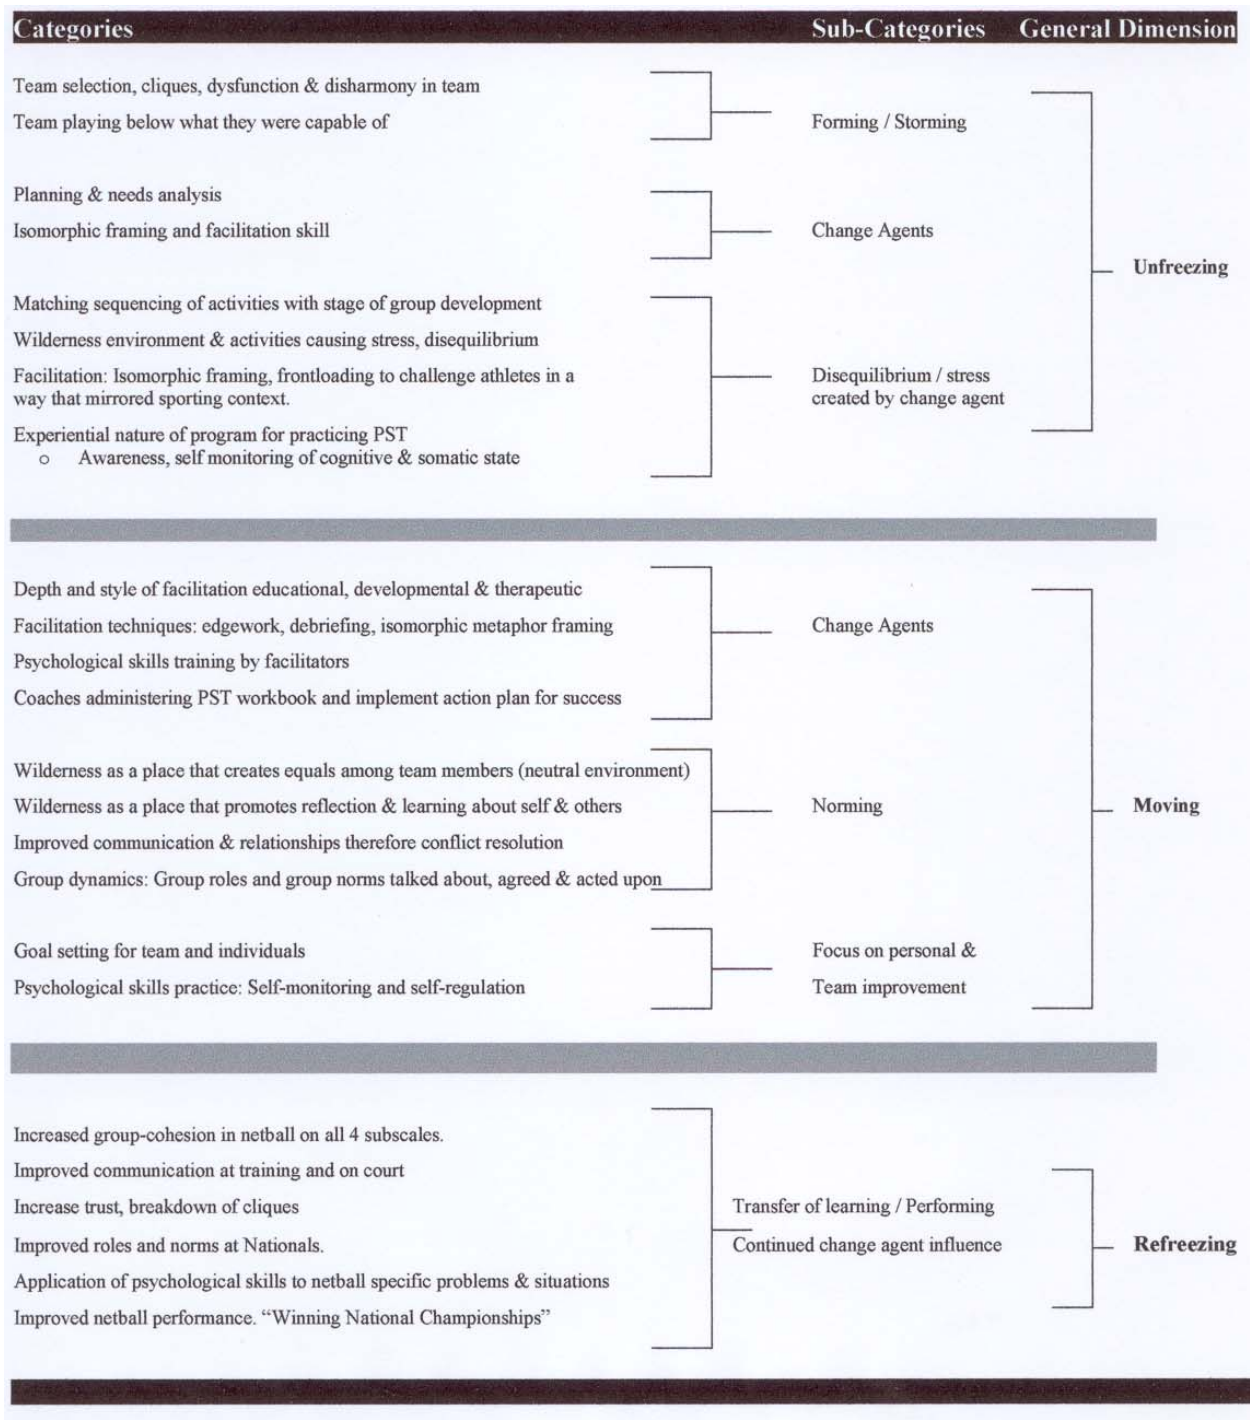 Categories Sub-Categories General Dimension
Team selection, cliques, dysfunction & disharmony in team
Team playing below what they were capable of
Forming / Storming
Planning & needs analysis
Isomorphic framing and facilitation skill
Change Agents
Unfreezing
Matching sequencing of activities with stage of group development
Wilderness environment & activities causing stress, disequilibrium
Facilitation: Isomorphic framing, frontloading to challenge athletes in a
way that mirrored sporting context.
Experiential nature of program for practicing PST
o Awareness, self monitoring of cognitive & somatic state
Disequilibrium / stress
created by change agent
Depth and style of facilitation educational, developmental & therapeutic
Facilitation techniques: edgework, debriefing, isomorphic metaphor framing
Psychological skills training by facilitators
Coaches administering PST workbook and implement action plan for success
Change Agents
Wilderness as a place that creates equals among team members (neutral environment)
Wilderness as a place that promotes reflection & learning about self & others
Improved communication & relationships therefore conflict resolution
Group dynamics: Group roles and group norms talked about, agreed & acted upon
Norming
Moving
Goal setting for team and individuals
Psychological skills practice: Self-monitoring and self-regulation
Focus on personal &
Team improvement
Increased group-cohesion in netball on all 4 subscales.
Improved communication at training and on court
Increase trust, breakdown of cliques
Improved roles and norms at Nationals.
Application of psychological skills to netball specific problems & situations
Improved netball performance. “Winning National Championships”
Transfer of learning / Performing
Continued change agent influence
Refreezing